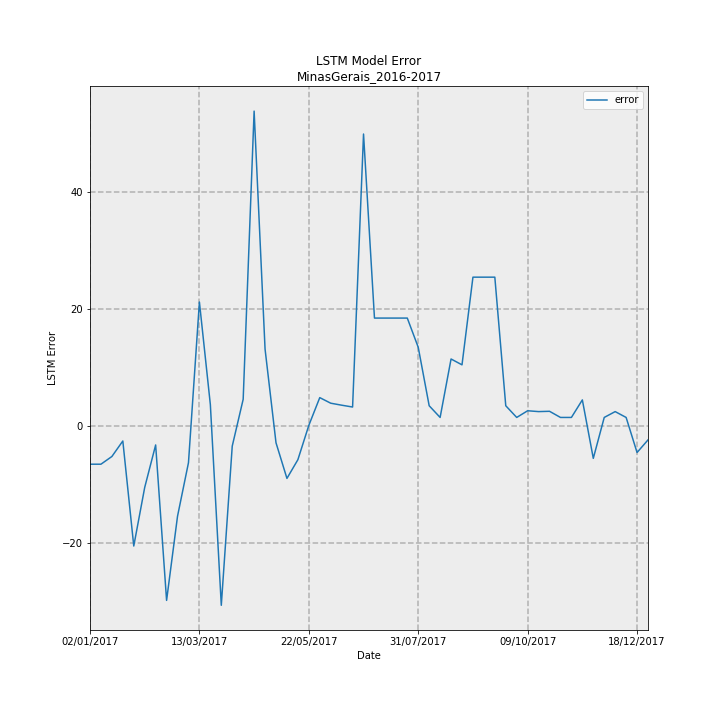 LSTM Model Error
MinasGerais_2016-2017
error
LSTM Error
40
20
0
−20
02/01/2017
13/03/2017
22/05/2017
31/07/2017
09/10/2017
18/12/2017
Date